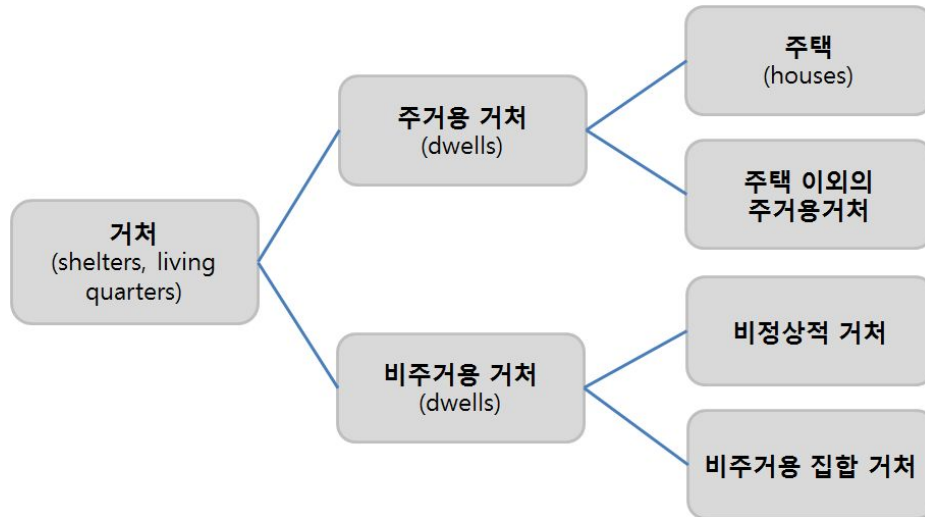 주택
(houses)
주거용 거처
(dwells)
주택 이외의
주거용거처
거처
(shelters, living
quarters)
비정상적 거처
비주거용 거처
(dwells)
비주거용 집합 거처